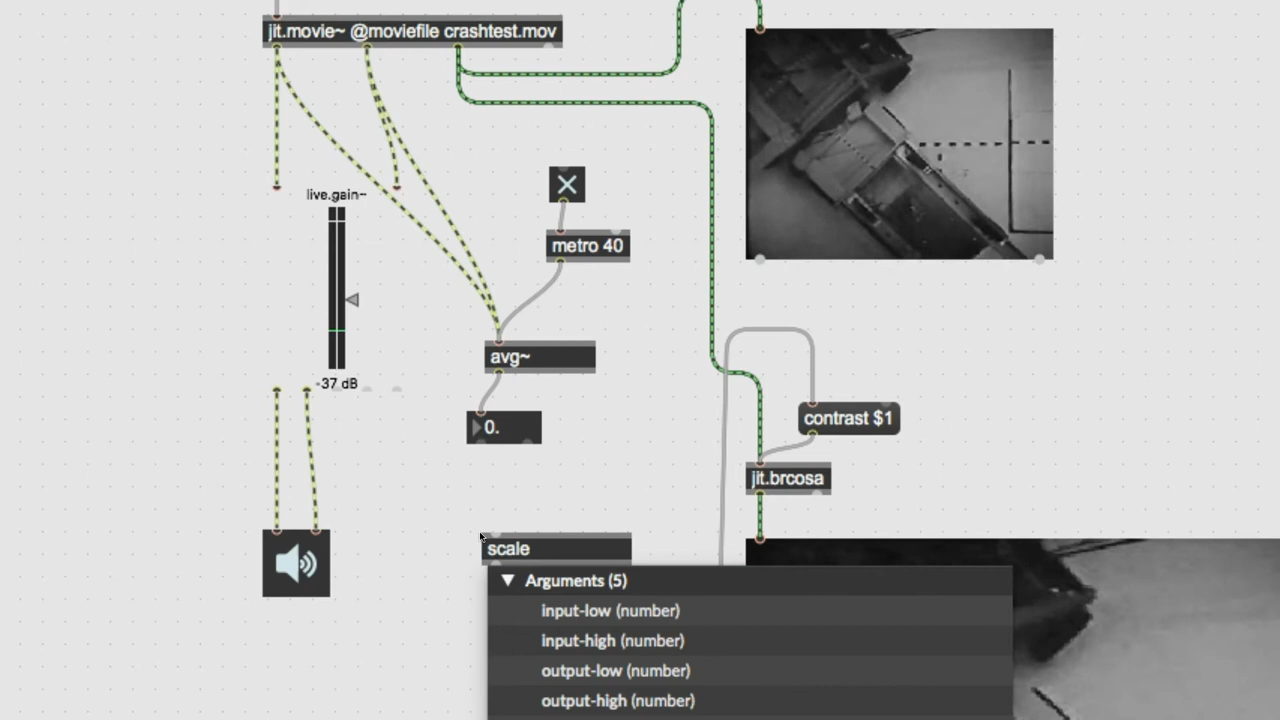 jit.movie~ @moviefile crashtest.mov
live.gain~
metro 40
avg~
-37 dB
0.
contrast $1
jit.brcosa
scale
Arguments (5)
input-low (number)
input-high (number)
output-low (number)
output-high (number)